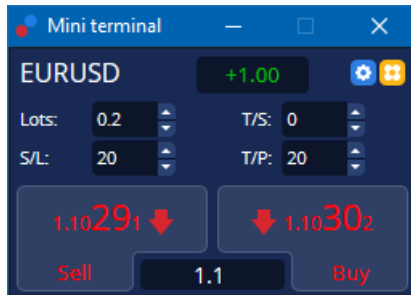 Mini terminal
EURUSD +1.00
Lots: 0.2 T/S: 0
S/L: 20 T/P: 20
1.10291 1.10302
Sell 1.1 Buy